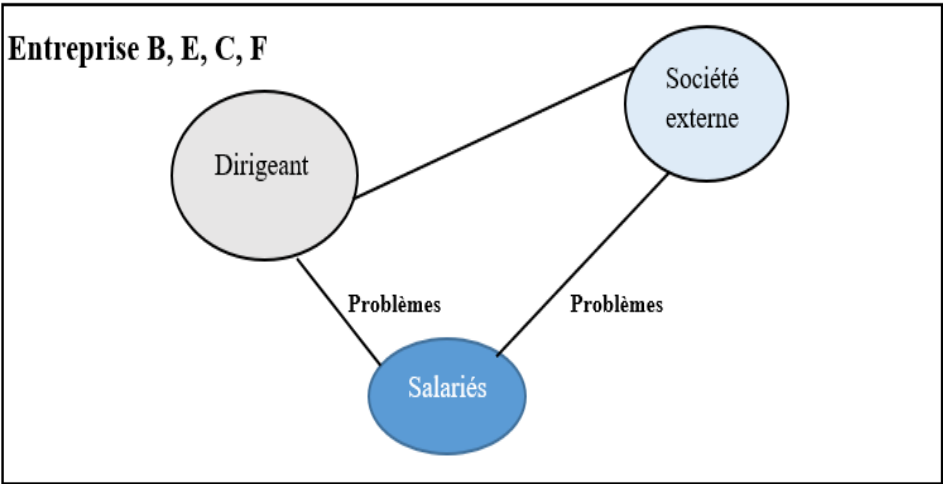 Entreprise B, E, C, F
Société
externe
Dirigeant
Problèmes
Problèmes
Salariés